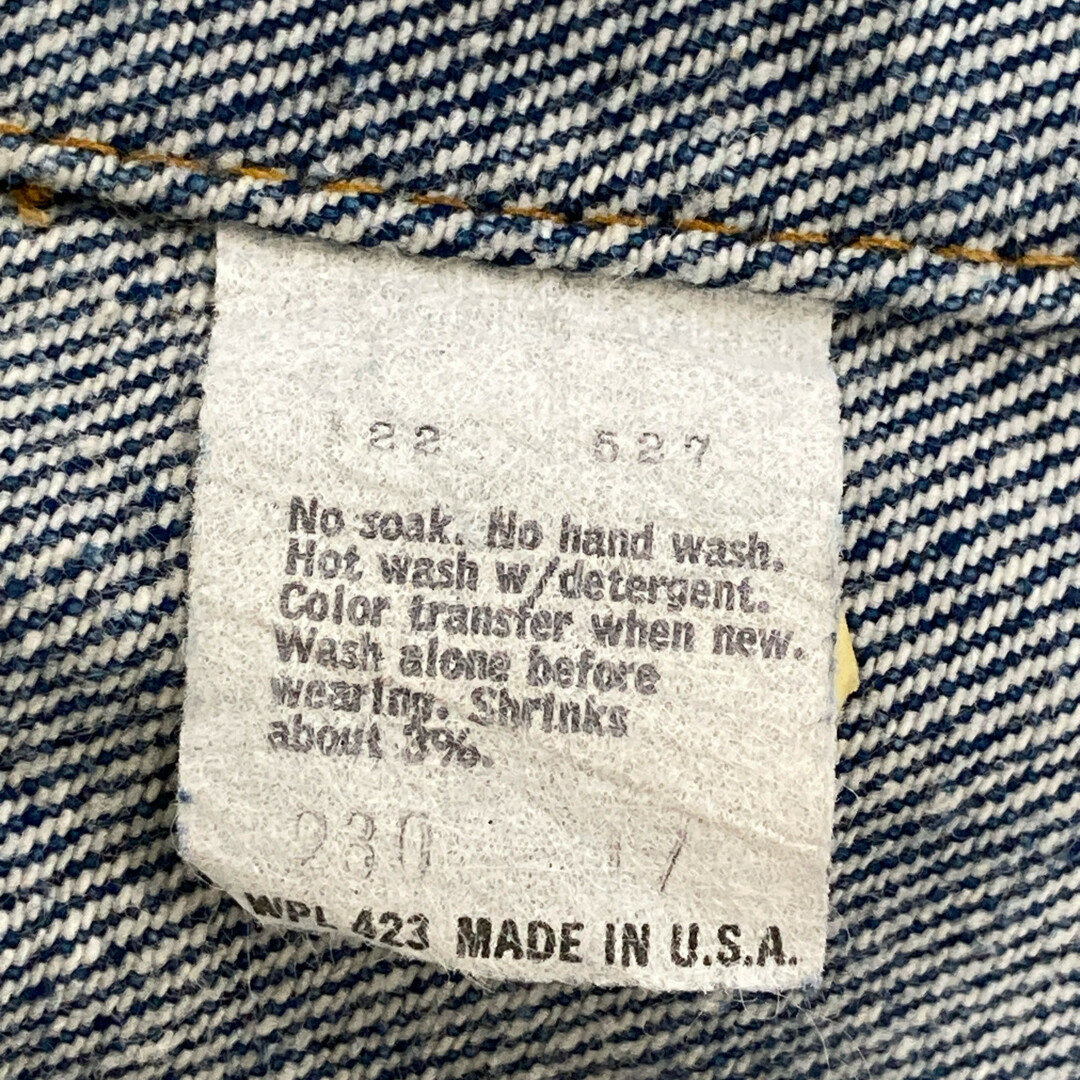 22 527
No soak. No hand wash.
Hot wash w/detergent.
Color transfer when new.
Wash alone before
wearing. Shrinks
about 3%.
WPL 423 MADE IN U.S.A.